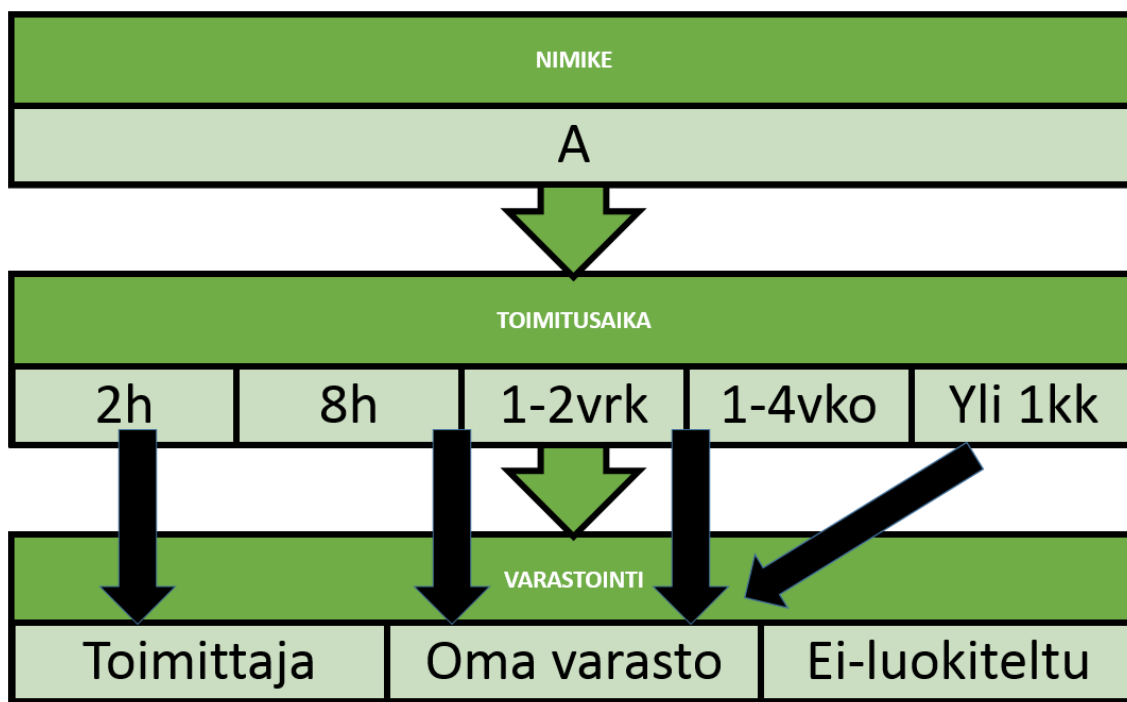 NIMIKE
A
TOIMITUSAIKA
2h 8h 1-2vrk 1-4vko Yli 1kk
VARASTOINTI
Toimittaja Oma varasto Ei-luokiteltu